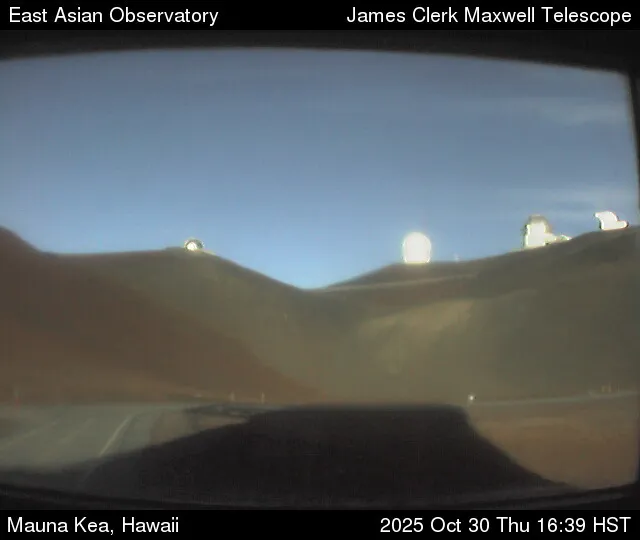 East Asian Observatory
James Clerk Maxwell Telescope
Mauna Kea, Hawaii
2025 Oct 30 Thu 16:39 HST